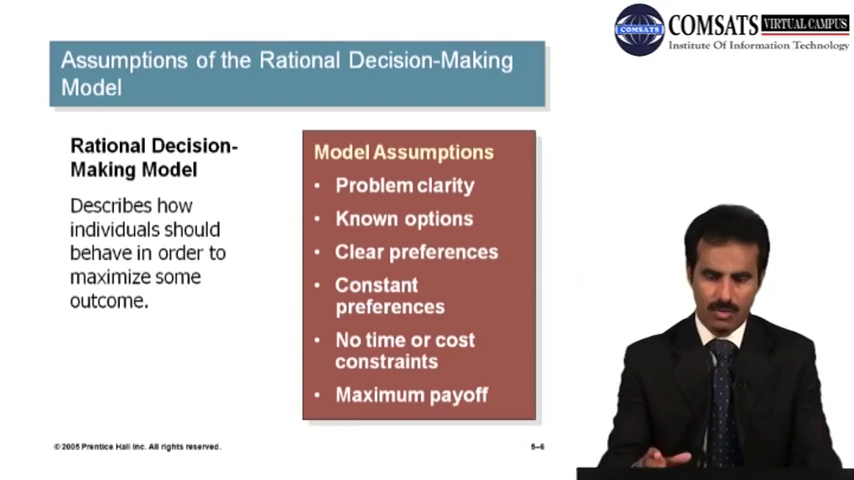 COMSATS VIRTUAL CAMPUS
COMSATS
Institute Of Information Technology
Assumptions of the Rational Decision-Making
Model
Rational Decision-
Making Model
Describes how
individuals should
behave in order to
maximize some
outcome.
Model Assumptions
• Problem clarity
• Known options
• Clear preferences
• Constant
preferences
• No time or cost
constraints
• Maximum payoff
© 2005 Prentice Hall Inc. All rights reserved.
5–6